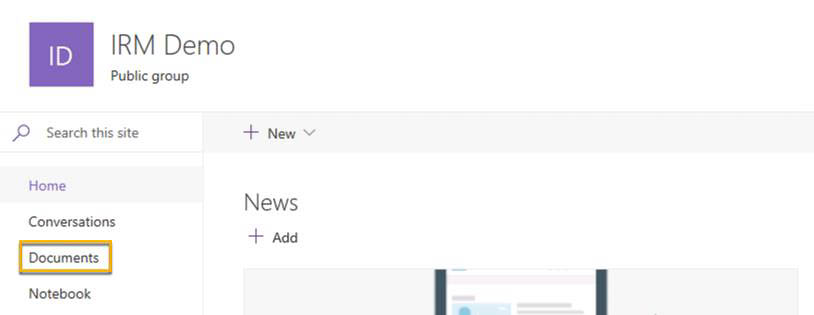 ID
IRM Demo
Public group
Search this site
New
Home
Conversations
Documents
Notebook
News
Add